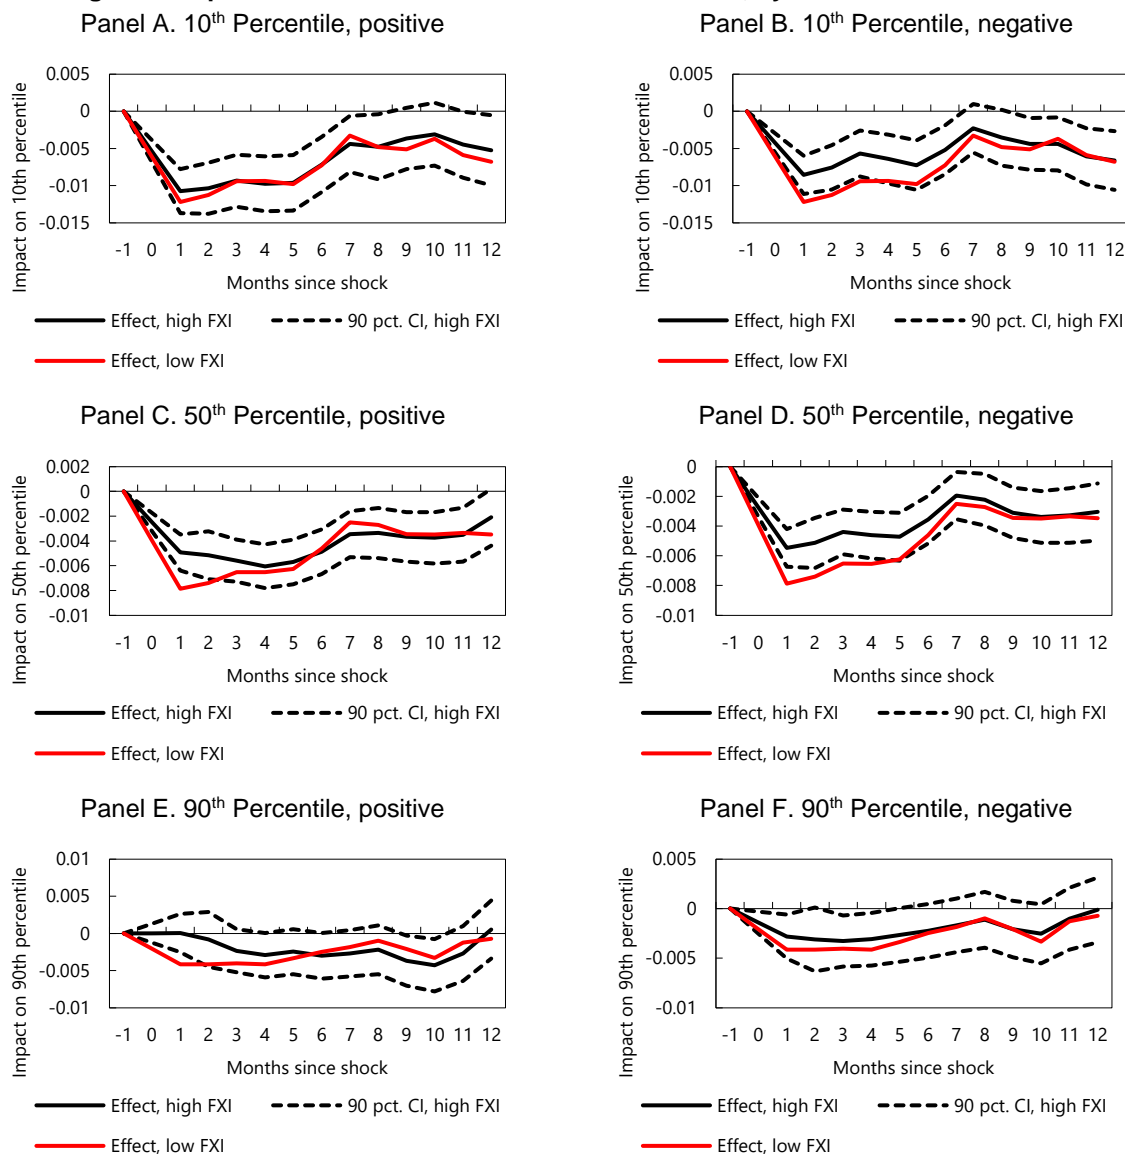 Panel A. 10th Percentile, positive
0.005
0
-0.005
-0.01
-0.015
Impact on 10th percentile
-1 0 1 2 3 4 5 6 7 8 9 10 11 12
Months since shock
Effect, high FXI
90 pct. CI, high FXI
Effect, low FXI
Panel B. 10th Percentile, negative
0.005
0
-0.005
-0.01
-0.015
Impact on 10th percentile
-1 0 1 2 3 4 5 6 7 8 9 10 11 12
Months since shock
Effect, high FXI
90 pct. CI, high FXI
Effect, low FXI
Panel C. 50th Percentile, positive
0.002
0
-0.002
-0.004
-0.006
-0.008
-0.01
Impact on 50th percentile
-1 0 1 2 3 4 5 6 7 8 9 10 11 12
Months since shock
Effect, high FXI
90 pct. CI, high FXI
Effect, low FXI
Panel D. 50th Percentile, negative
0
-0.002
-0.004
-0.006
-0.008
-0.01
Impact on 50th percentile
-1 0 1 2 3 4 5 6 7 8 9 10 11 12
Months since shock
Effect, high FXI
90 pct. CI, high FXI
Effect, low FXI
Panel E. 90th Percentile, positive
0.01
0.005
0
-0.005
-0.01
Impact on 90th percentile
-1 0 1 2 3 4 5 6 7 8 9 10 11 12
Months since shock
Effect, high FXI
90 pct. CI, high FXI
Effect, low FXI
Panel F. 90th Percentile, negative
0.005
0
-0.005
-0.01
Impact on 90th percentile
-1 0 1 2 3 4 5 6 7 8 9 10 11 12
Months since shock
Effect, high FXI
90 pct. CI, high FXI
Effect, low FXI